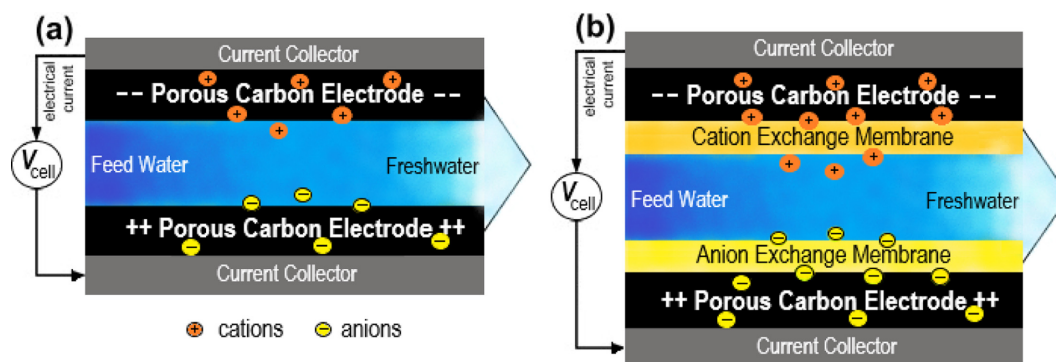 (a)
Current Collector
electrical
current
-- Porous Carbon Electrode --
+ + +
+ + +
+
Vcell
Feed Water
Freshwater
− − −
++ Porous Carbon Electrode ++
− − −
Current Collector
+ cations
− anions
(b)
Current Collector
electrical
current
-- Porous Carbon Electrode --
+ + +
+ + + +
Cation Exchange Membrane
+ + +
Vcell
Feed Water
Freshwater
− − −
Anion Exchange Membrane
− − − −
++ Porous Carbon Electrode ++
− − − −
Current Collector